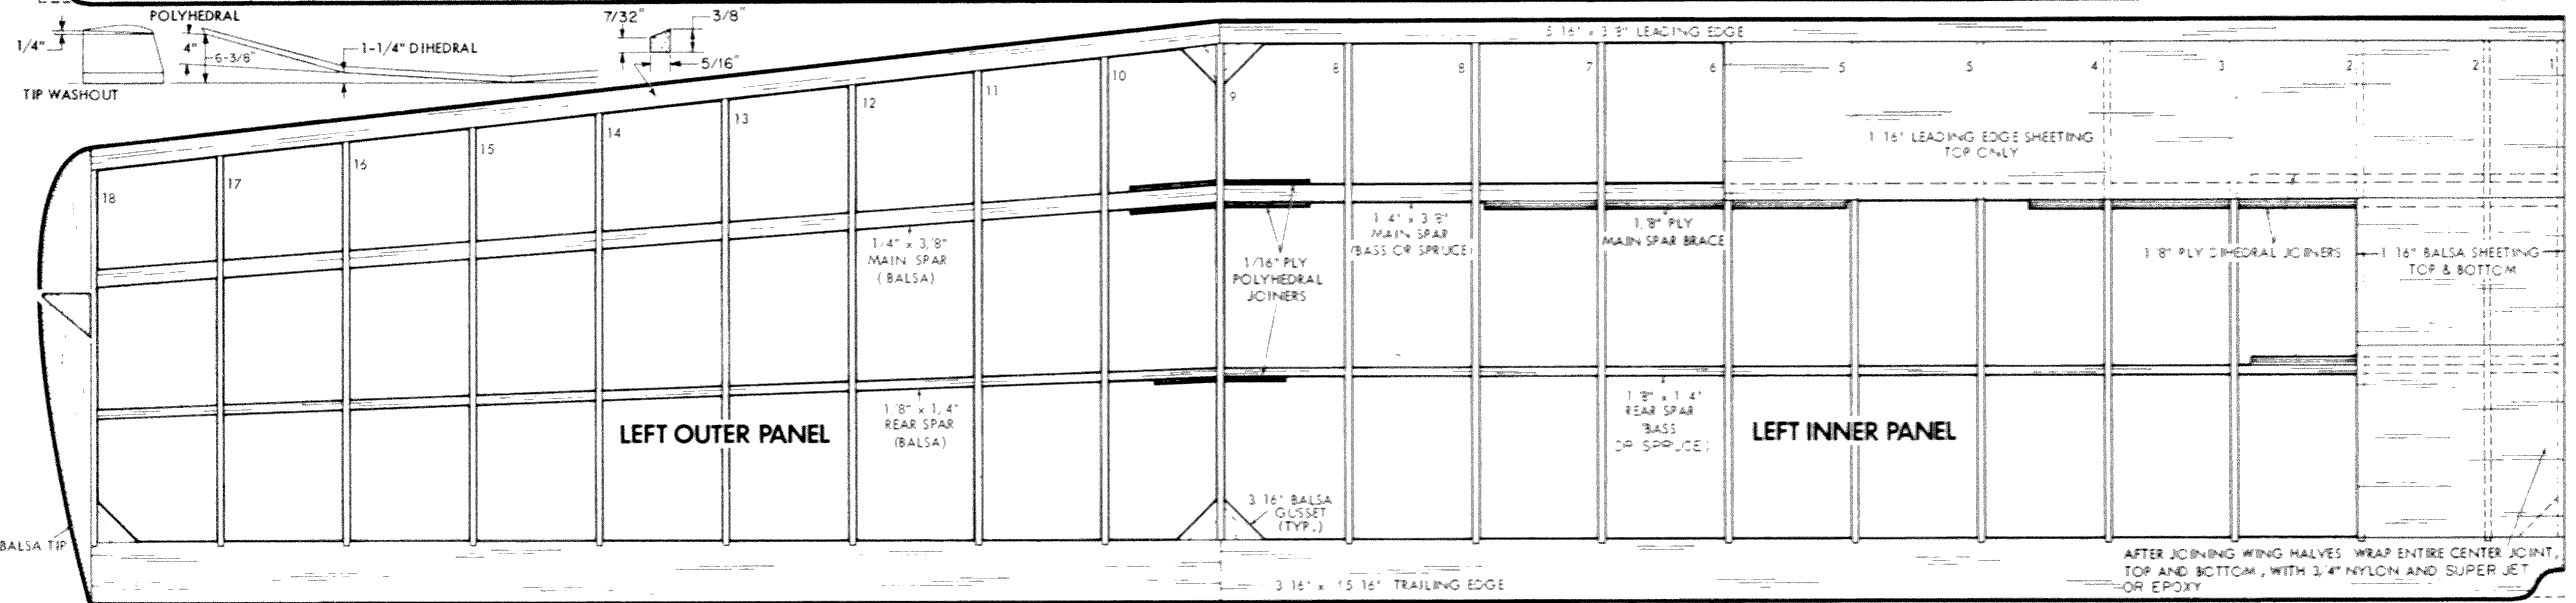 POLYHEDRAL
1/4"
4"
6-3/8"
1-1/4" DIHEDRAL
TIP WASHOUT
7/32"
3/8"
5/16"
5 16" x 3 8" LEADING EDGE
18
17
16
15
14
13
12
11
10
9
8
8
7
6
5
5
4
3
2
2
1
1 16" LEADING EDGE SHEETING
TOP ONLY
1/4" x 3/8"
MAIN SPAR
(BALSA)
1/16" PLY
POLYHEDRAL
JOINERS
1 4" x 3 8"
MAIN SPAR
(BASS OR SPRUCE)
1/8" PLY
MAIN SPAR BRACE
1 8" PLY DIHEDRAL JOINERS
1 16" BALSA SHEETING
TOP & BOTTOM
1/8" x 1/4"
REAR SPAR
(BALSA)
1 8" x 1 4"
REAR SPAR
BASS
OR SPRUCE)
LEFT OUTER PANEL
LEFT INNER PANEL
3 16" BALSA
GUSSET
(TYP.)
BALSA TIP
3 16" x 15 16" TRAILING EDGE
AFTER JOINING WING HALVES WRAP ENTIRE CENTER JOINT,
TOP AND BOTTOM, WITH 3/4" NYLON AND SUPER JET
OR EPOXY